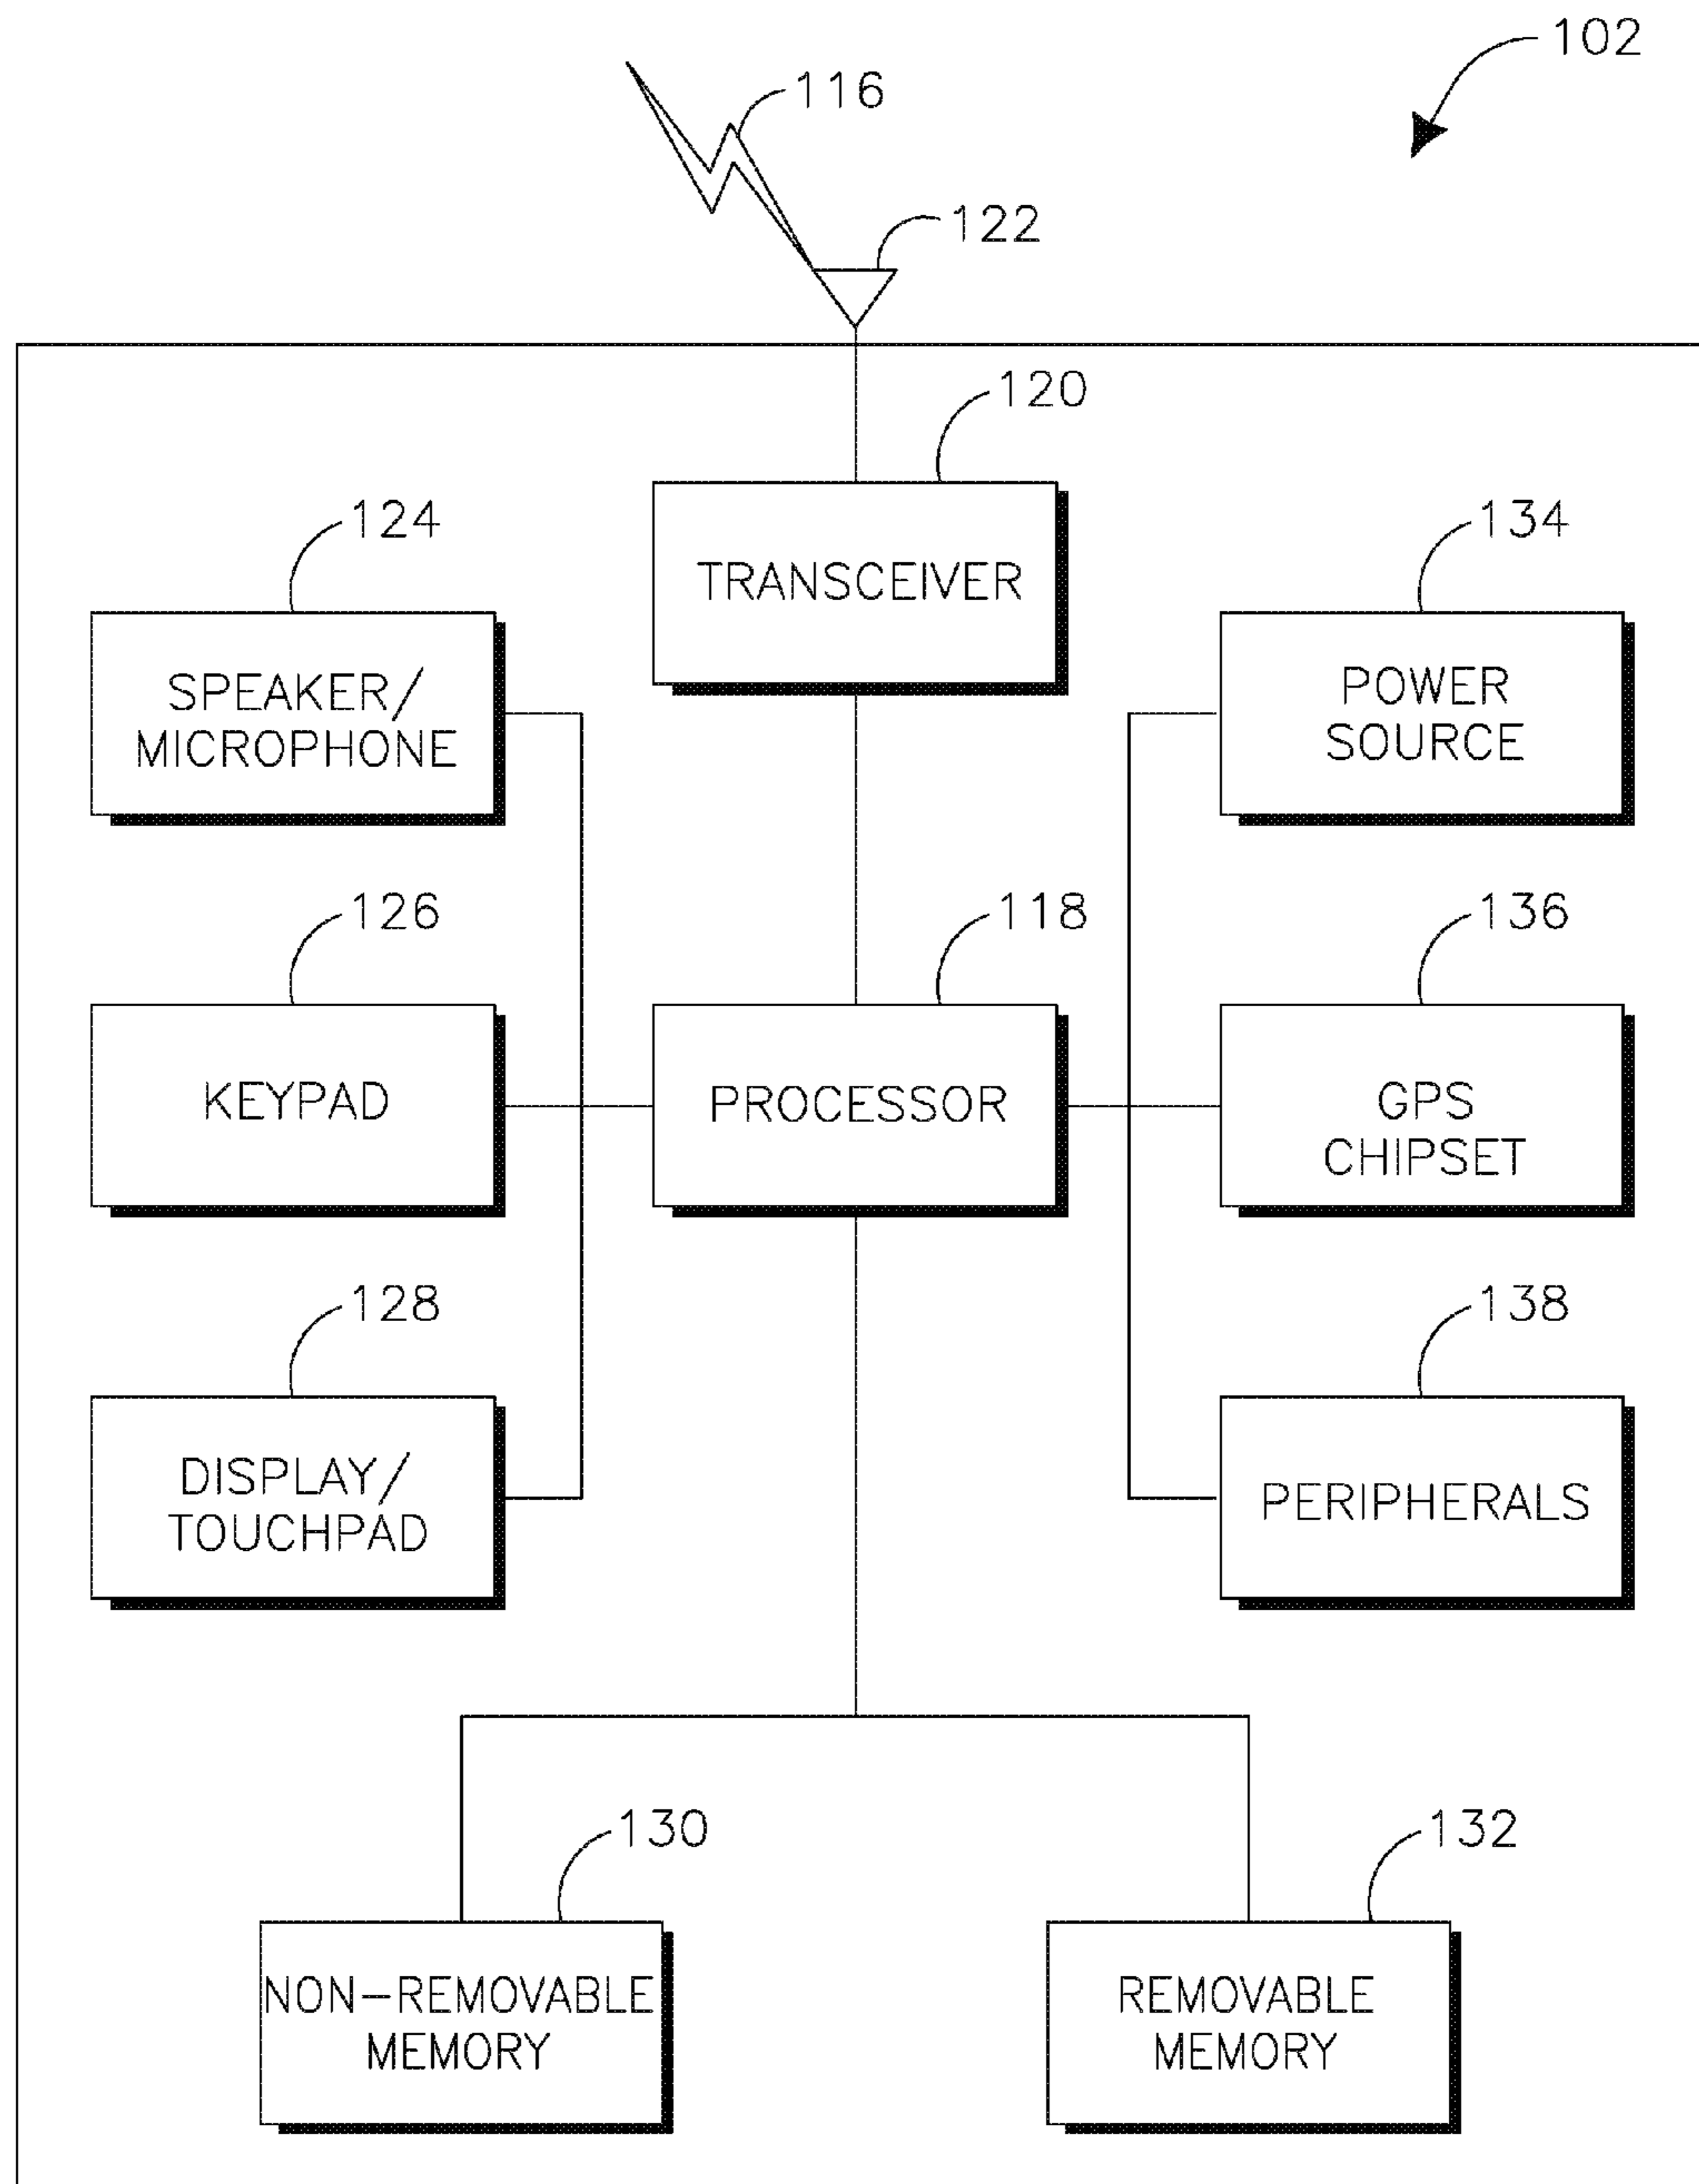 102
116
122
120
TRANSCEIVER
124
SPEAKER/
MICROPHONE
134
POWER
SOURCE
126
KEYPAD
118
PROCESSOR
136
GPS
CHIPSET
128
DISPLAY/
TOUCHPAD
138
PERIPHERALS
130
NON-REMOVABLE
MEMORY
132
REMOVABLE
MEMORY